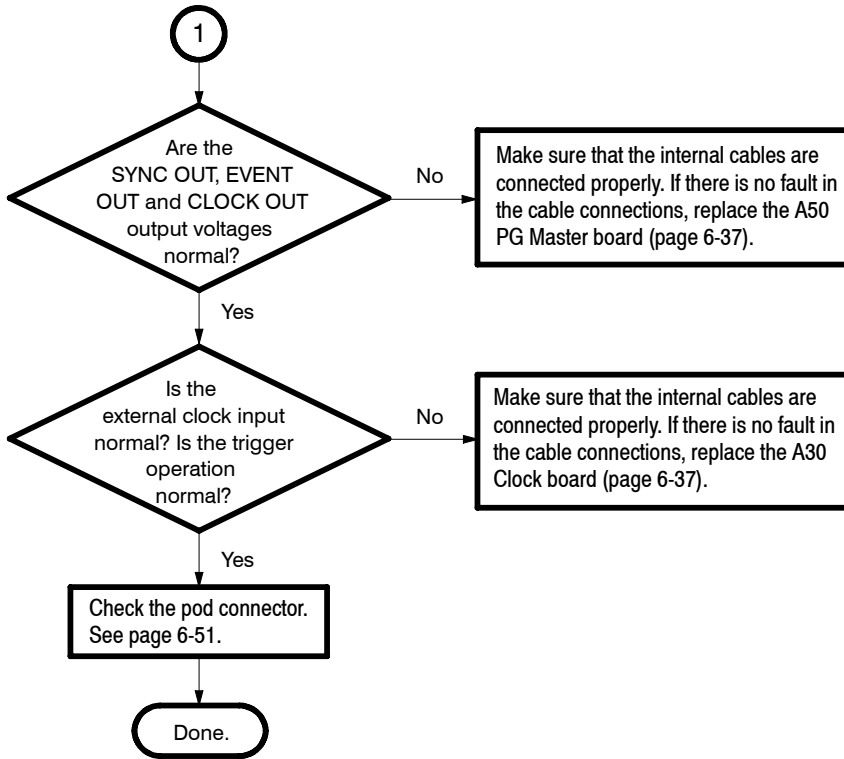 1
Are the
SYNC OUT, EVENT
OUT and CLOCK OUT
output voltages
normal?
No
Make sure that the internal cables are
connected properly. If there is no fault in
the cable connections, replace the A50
PG Master board (page 6-37).
Yes
Is the
external clock input
normal? Is the trigger
operation
normal?
No
Make sure that the internal cables are
connected properly. If there is no fault in
the cable connections, replace the A30
Clock board (page 6-37).
Yes
Check the pod connector.
See page 6-51.
Done.